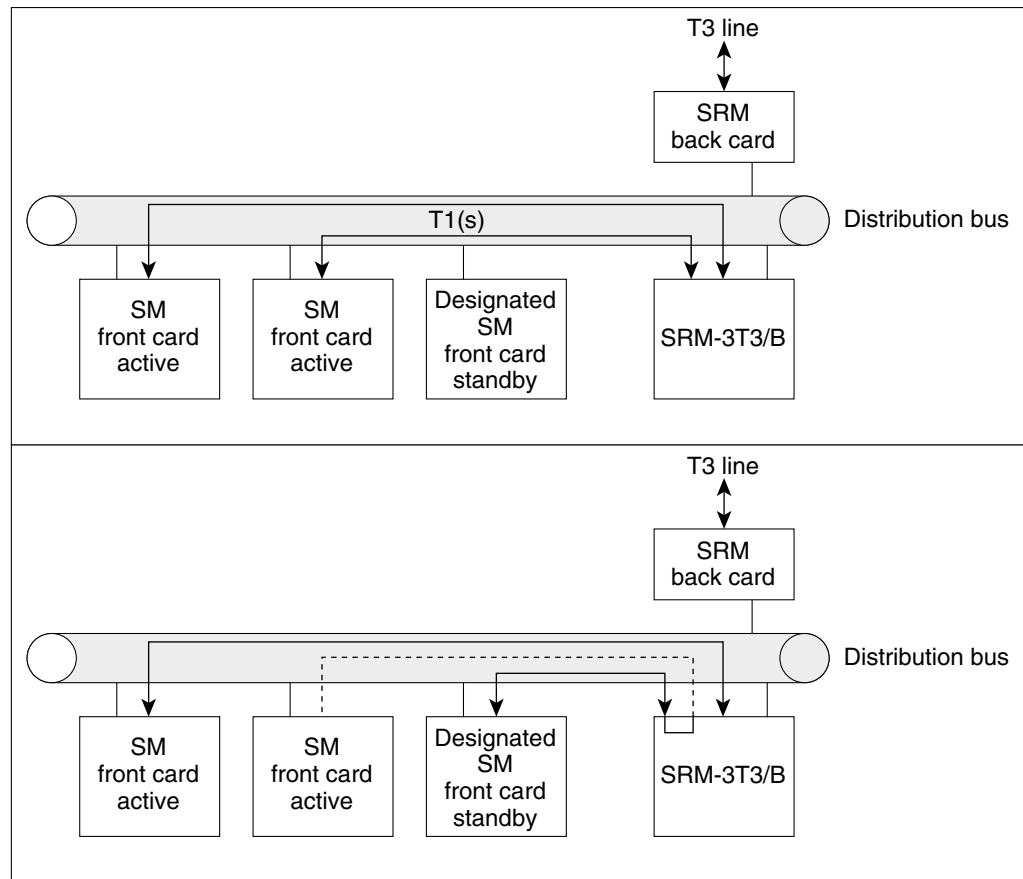 T3 line
SRM
back card
T1(s)
Distribution bus
SM
front card
active
SM
front card
active
Designated
SM
front card
standby
SRM-3T3/B
T3 line
SRM
back card
Distribution bus
SM
front card
active
SM
front card
active
Designated
SM
front card
standby
SRM-3T3/B